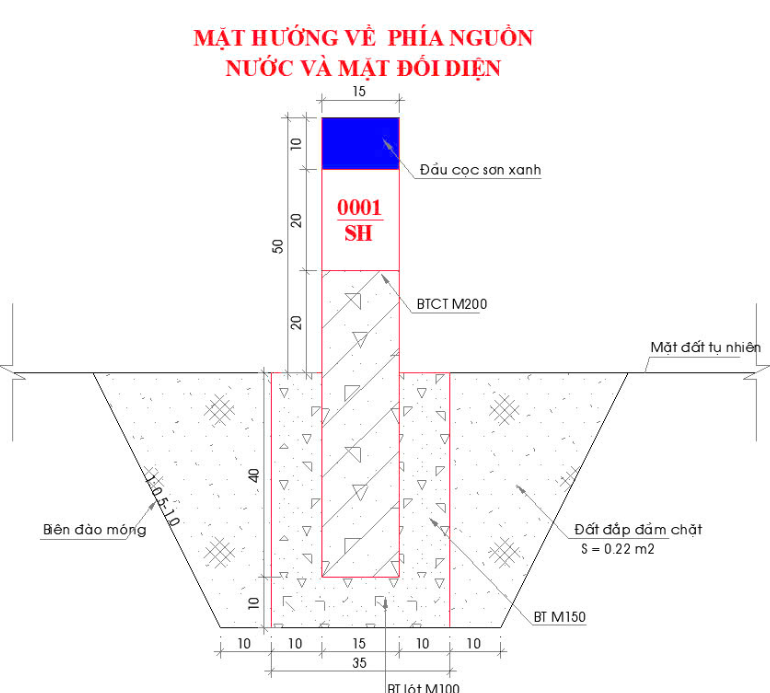 MẶT HƯỚNG VỀ PHÍA NGUỒN
NƯỚC VÀ MẶT ĐỐI DIỆN
15
10
Đầu cọc sơn xanh
0001
SH
20
50
BTCT M200
20
Mặt đất tự nhiên
40
1-0.5-1.0
Biên đào móng
Đất đắp đầm chặt
S = 0.22 m2
10
BT M150
10
10
15
10
10
35
BT lót M100